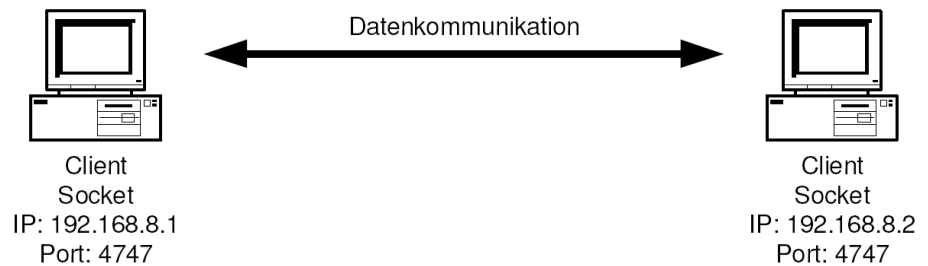 Datenkommunikation
Client
Socket
IP: 192.168.8.1
Port: 4747
Client
Socket
IP: 192.168.8.2
Port: 4747